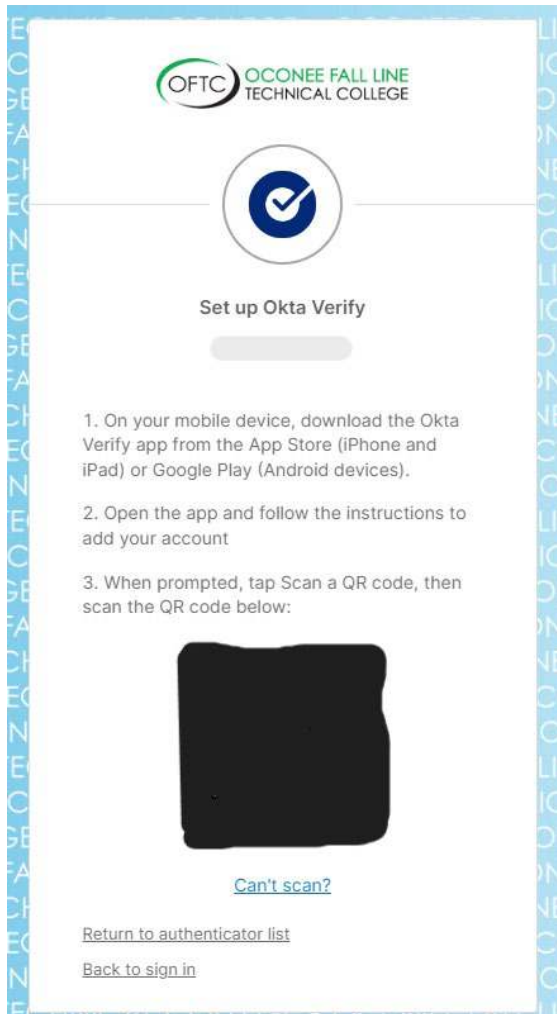 OFTC OCONEE FALL LINE
TECHNICAL COLLEGE
Set up Okta Verify
1. On your mobile device, download the Okta
Verify app from the App Store (iPhone and
iPad) or Google Play (Android devices).
2. Open the app and follow the instructions to
add your account
3. When prompted, tap Scan a QR code, then
scan the QR code below:
Can't scan?
Return to authenticator list
Back to sign in